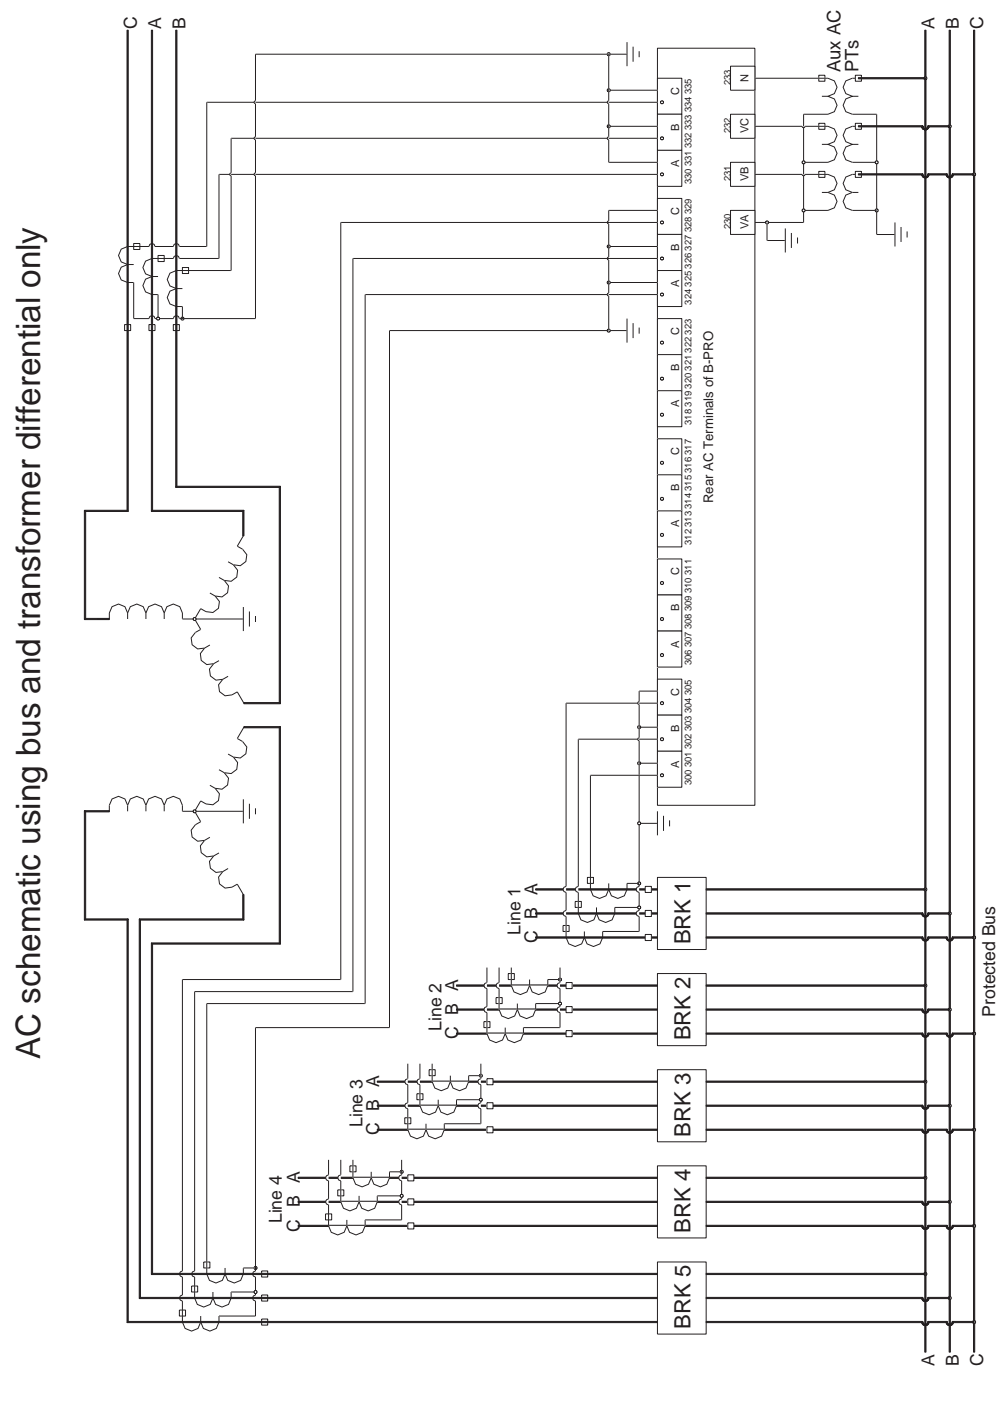 AC schematic using bus and transformer differential only
C
A
B
A
B
C
Aux AC
PTs
N
233
VC
232
VB
231
VA
230
C
334 335
B
332 333
A
330 331
C
328 329
B
326 327
A
324 325
C
322 323
B
320 321
A
318 319
C
316 317
B
314 315
A
312 313
C
310 311
B
308 309
A
306 307
C
304 305
B
302 303
A
300 301
Rear AC Terminals of B-PRO
Line 1
A
B
C
BRK 1
Line 2
A
B
C
BRK 2
Line 3
A
B
C
BRK 3
Line 4
A
B
C
BRK 4
BRK 5
Protected Bus
A
B
C